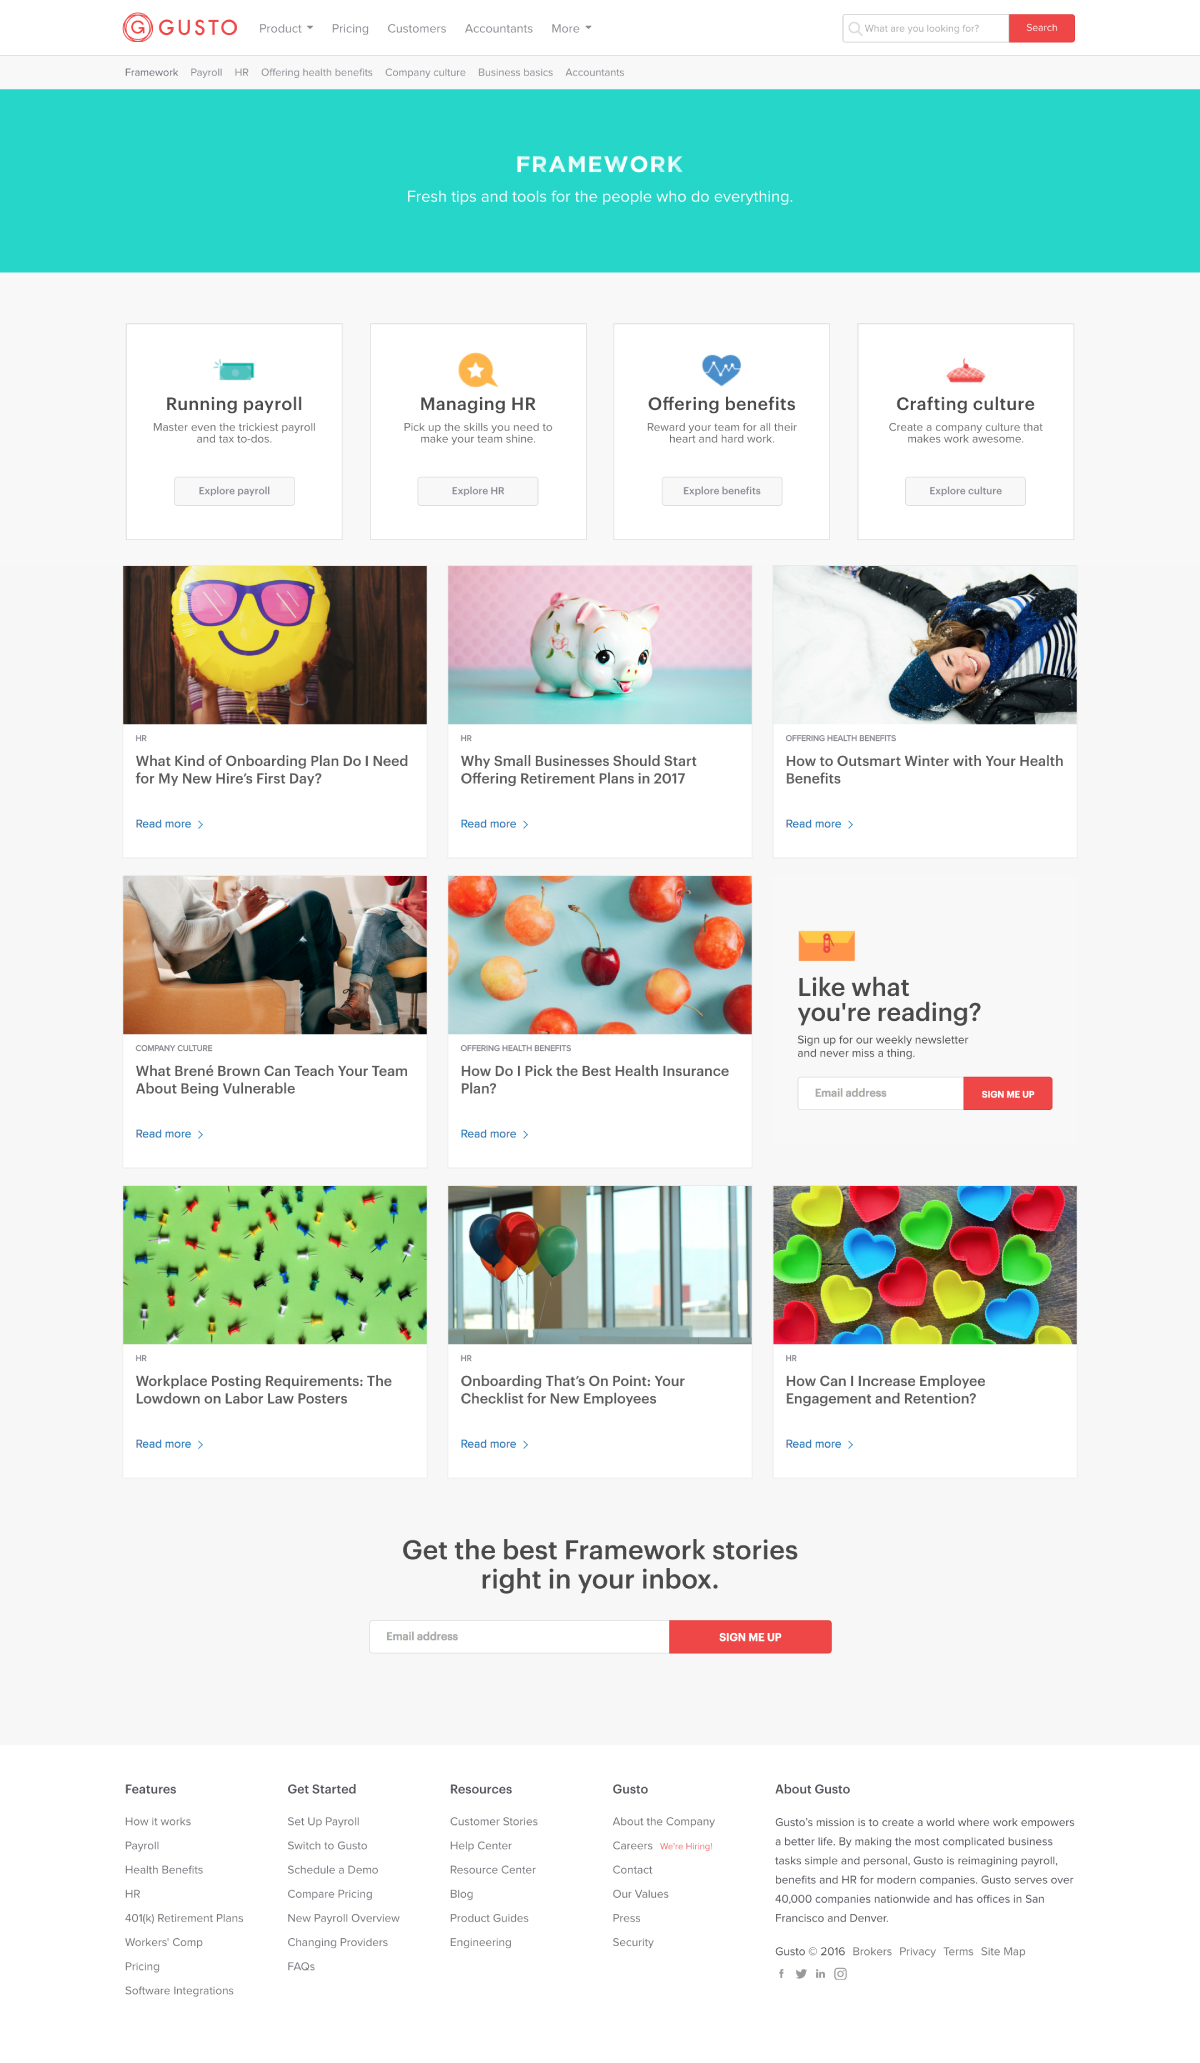 GUSTO
Product Pricing Customers Accountants More
What are you looking for? Search
Framework Payroll HR Offering health benefits Company culture Business basics Accountants
FRAMEWORK
Fresh tips and tools for the people who do everything.
Running payroll
Master even the trickiest payroll
and tax to-dos.
Explore payroll
Managing HR
Pick up the skills you need to
make your team shine.
Explore HR
Offering benefits
Reward your team for all their
heart and hard work.
Explore benefits
Crafting culture
Create a company culture that
makes work awesome.
Explore culture
HR
What Kind of Onboarding Plan Do I Need
for My New Hire's First Day?
Read more
HR
Why Small Businesses Should Start
Offering Retirement Plans in 2017
Read more
OFFERING HEALTH BENEFITS
How to Outsmart Winter with Your Health
Benefits
Read more
COMPANY CULTURE
What Brené Brown Can Teach Your Team
About Being Vulnerable
Read more
OFFERING HEALTH BENEFITS
How Do I Pick the Best Health Insurance
Plan?
Read more
Like what
you're reading?
Sign up for our weekly newsletter
and never miss a thing.
Email address SIGN ME UP
HR
Workplace Posting Requirements: The
Lowdown on Labor Law Posters
Read more
HR
Onboarding That's On Point: Your
Checklist for New Employees
Read more
HR
How Can I Increase Employee
Engagement and Retention?
Read more
Get the best Framework stories
right in your inbox.
Email address SIGN ME UP
Features
How it works
Payroll
Health Benefits
HR
401(k) Retirement Plans
Workers' Comp
Pricing
Software Integrations
Get Started
Set Up Payroll
Switch to Gusto
Schedule a Demo
Compare Pricing
New Payroll Overview
Changing Providers
FAQs
Resources
Customer Stories
Help Center
Resource Center
Blog
Product Guides
Engineering
Gusto
About the Company
Careers We're Hiring!
Contact
Our Values
Press
Security
About Gusto
Gusto's mission is to create a world where work empowers
a better life. By making the most complicated business
tasks simple and personal, Gusto is reimagining payroll,
benefits and HR for modern companies. Gusto serves over
40,000 companies nationwide and has offices in San
Francisco and Denver.
Gusto © 2016 Brokers Privacy Terms Site Map